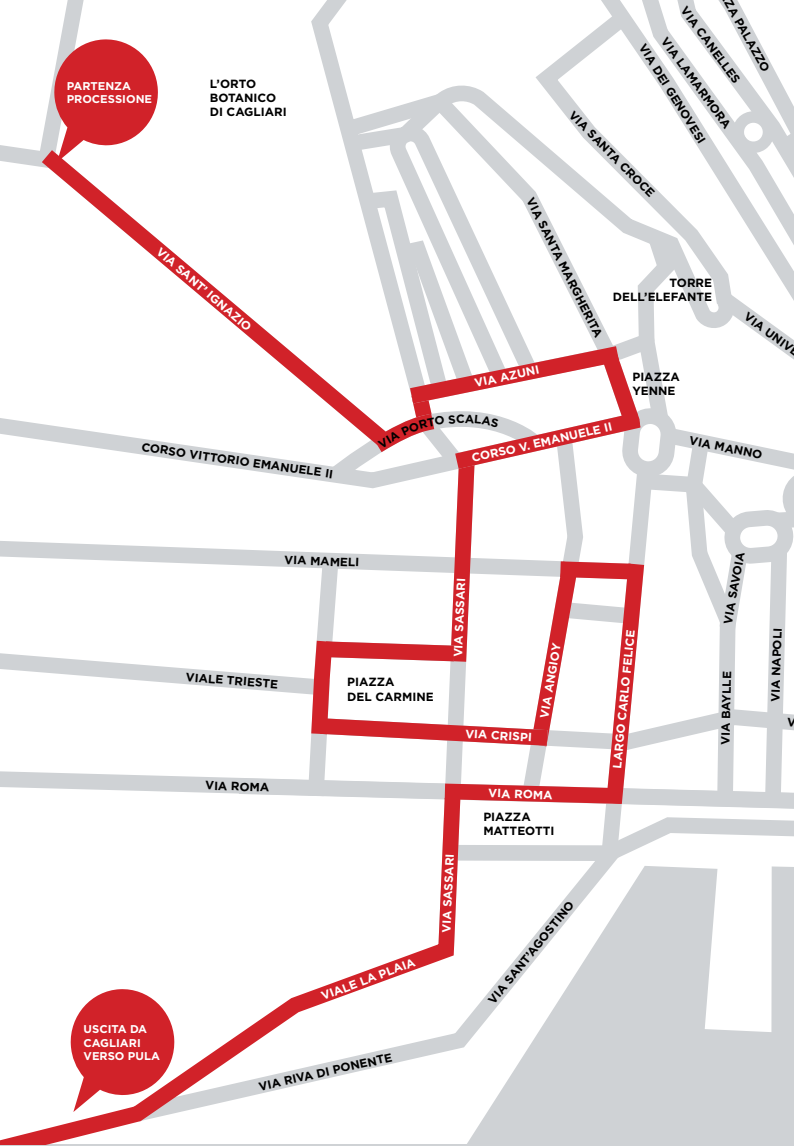 PARTENZA
PROCESSIONE
L'ORTO
BOTANICO
DI CAGLIARI
VIA CANELLES
VIA LAMARMORA
VIA DEI GENOVESI
PALAZZO
VIA SANTA CROCE
VIA SANT' IGNAZIO
VIA SANTA MARGHERITA
TORRE
DELL'ELEFANTE
VIA AZUNI
PIAZZA
YENNE
VIA PORTO SCALAS
CORSO V. EMANUELE II
VIA MANNO
CORSO VITTORIO EMANUELE II
VIA MAMELI
VIA SASSARI
VIA SAVOIA
VIA ANGIOY
LARGO CARLO FELICE
VIA NAPOLI
VIA BAYLLE
VIALE TRIESTE
PIAZZA
DEL CARMINE
VIA CRISPI
VIA ROMA
VIA ROMA
PIAZZA
MATTEOTTI
VIA SASSARI
VIALE LA PLAIA
VIA SANT'AGOSTINO
USCITA DA
CAGLIARI
VERSO PULA
VIA RIVA DI PONENTE